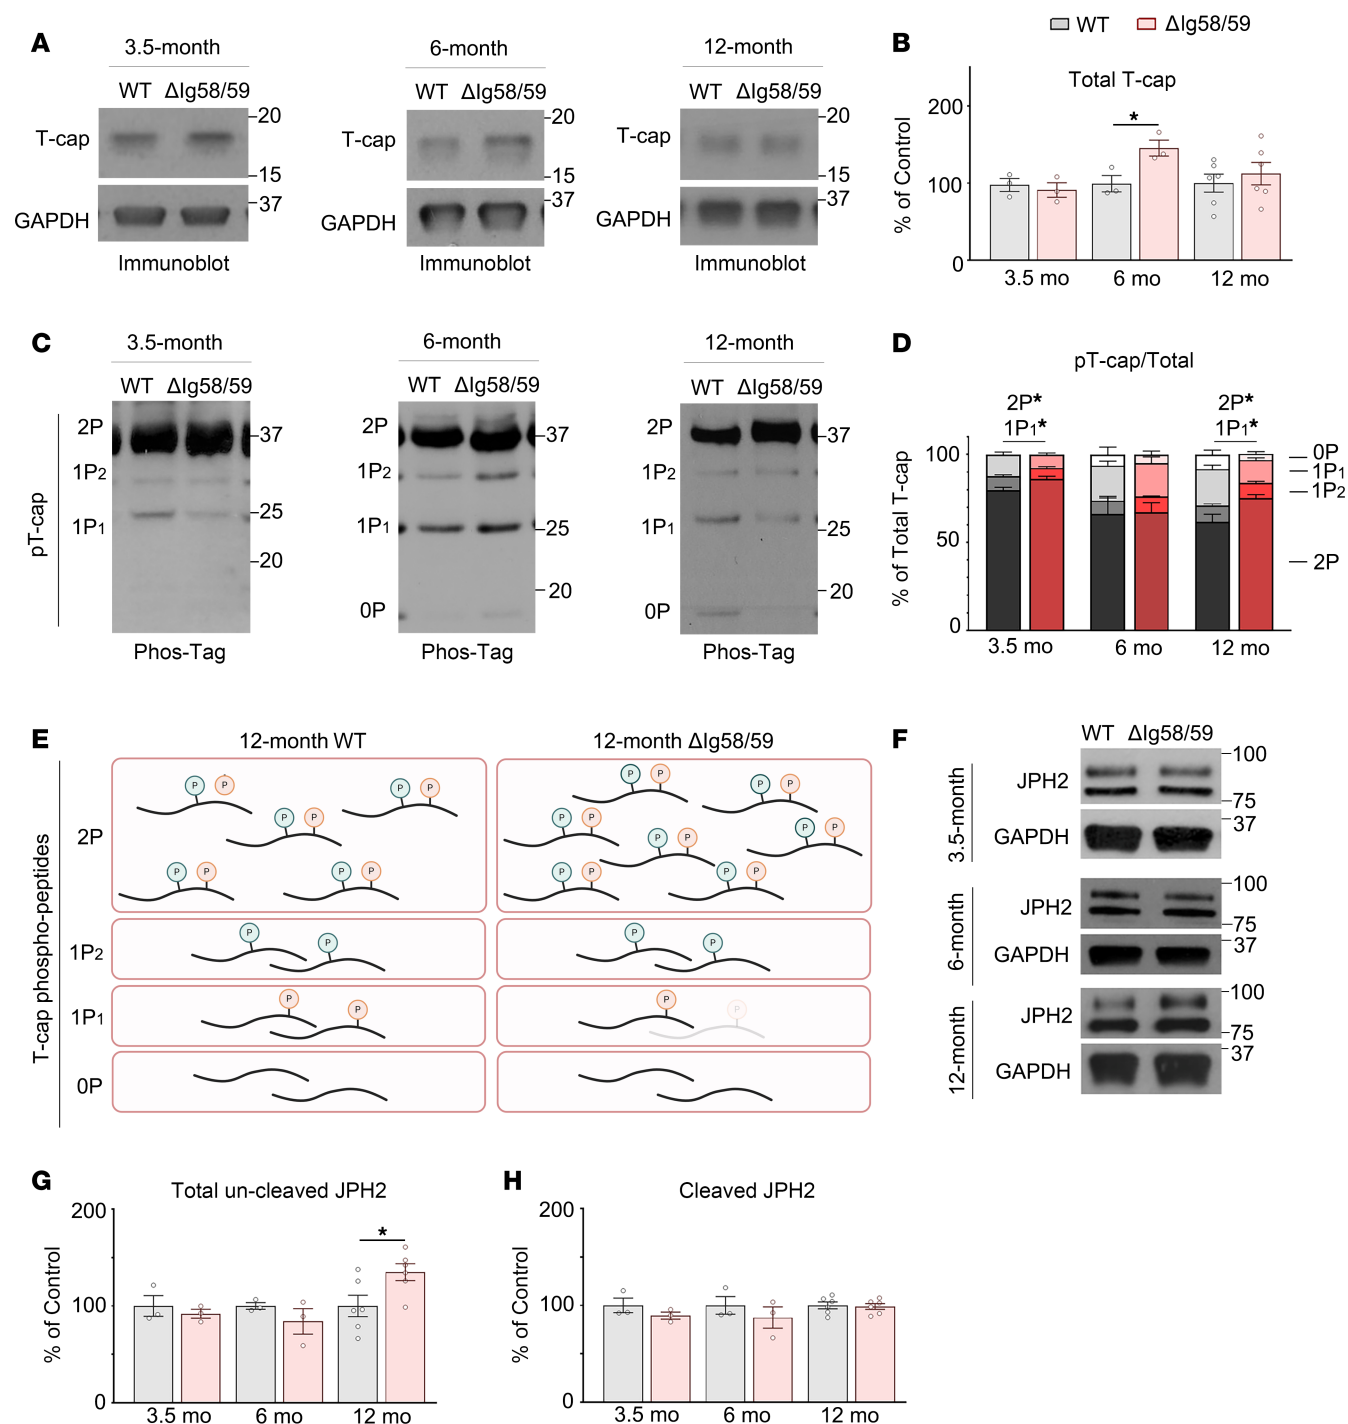 WT ΔIg58/59
A
3.5-month
6-month
12-month
WT ΔIg58/59
WT ΔIg58/59
WT ΔIg58/59
T-cap
20
15
GAPDH
37
Immunoblot
T-cap
20
15
GAPDH
37
Immunoblot
T-cap
20
15
GAPDH
37
Immunoblot
B
Total T-cap
% of Control
200
100
0
*
3.5 mo
6 mo
12 mo
C
3.5-month
6-month
12-month
WT ΔIg58/59
WT ΔIg58/59
WT ΔIg58/59
pT-cap
2P
1P2
1P1
37
25
20
Phos-Tag
2P
1P2
1P1
0P
37
25
20
Phos-Tag
2P
1P2
1P1
0P
37
25
20
Phos-Tag
D
pT-cap/Total
2P*
1P1*
2P*
1P1*
% of Total T-cap
100
50
0
0P
1P1
1P2
2P
3.5 mo
6 mo
12 mo
E
12-month WT
12-month ΔIg58/59
T-cap phospho-peptides
2P
P P P P
P P
P P P P
P P P P
P P P P
P P
P P P P
1P2
P P
P P
1P1
P P
P P
0P
F
WT ΔIg58/59
3.5-month
JPH2
100
75
GAPDH
37
6-month
JPH2
100
75
GAPDH
37
12-month
JPH2
100
75
GAPDH
37
G
Total un-cleaved JPH2
% of Control
200
100
0
*
3.5 mo
6 mo
12 mo
H
Cleaved JPH2
% of Control
200
100
0
3.5 mo
6 mo
12 mo